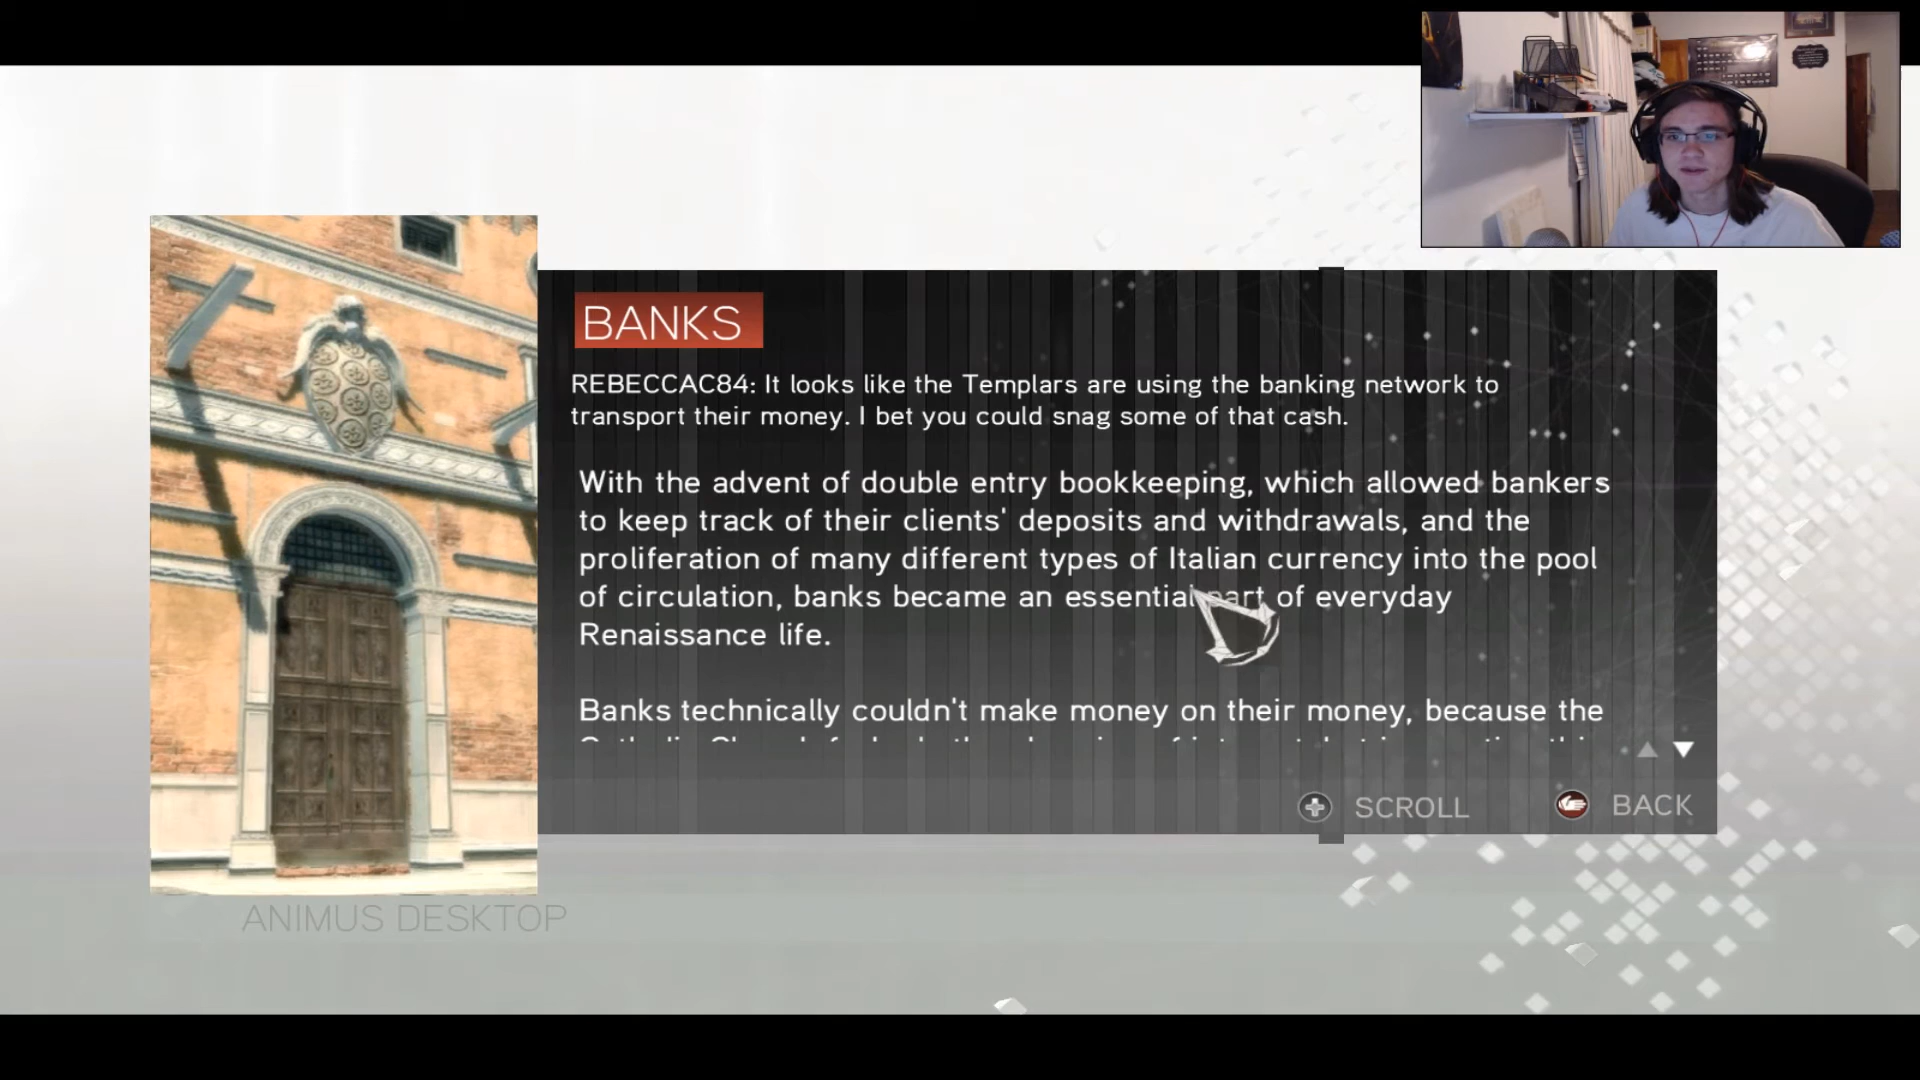 BANKS
REBECCAC84: It looks like the Templars are using the banking network to
transport their money. I bet you could snag some of that cash.
With the advent of double entry bookkeeping, which allowed bankers
to keep track of their clients' deposits and withdrawals, and the
proliferation of many different types of Italian currency into the pool
of circulation, banks became an essential part of everyday
Renaissance life.
Banks technically couldn't make money on their money, because the
SCROLL BACK
ANIMUS DESKTOP